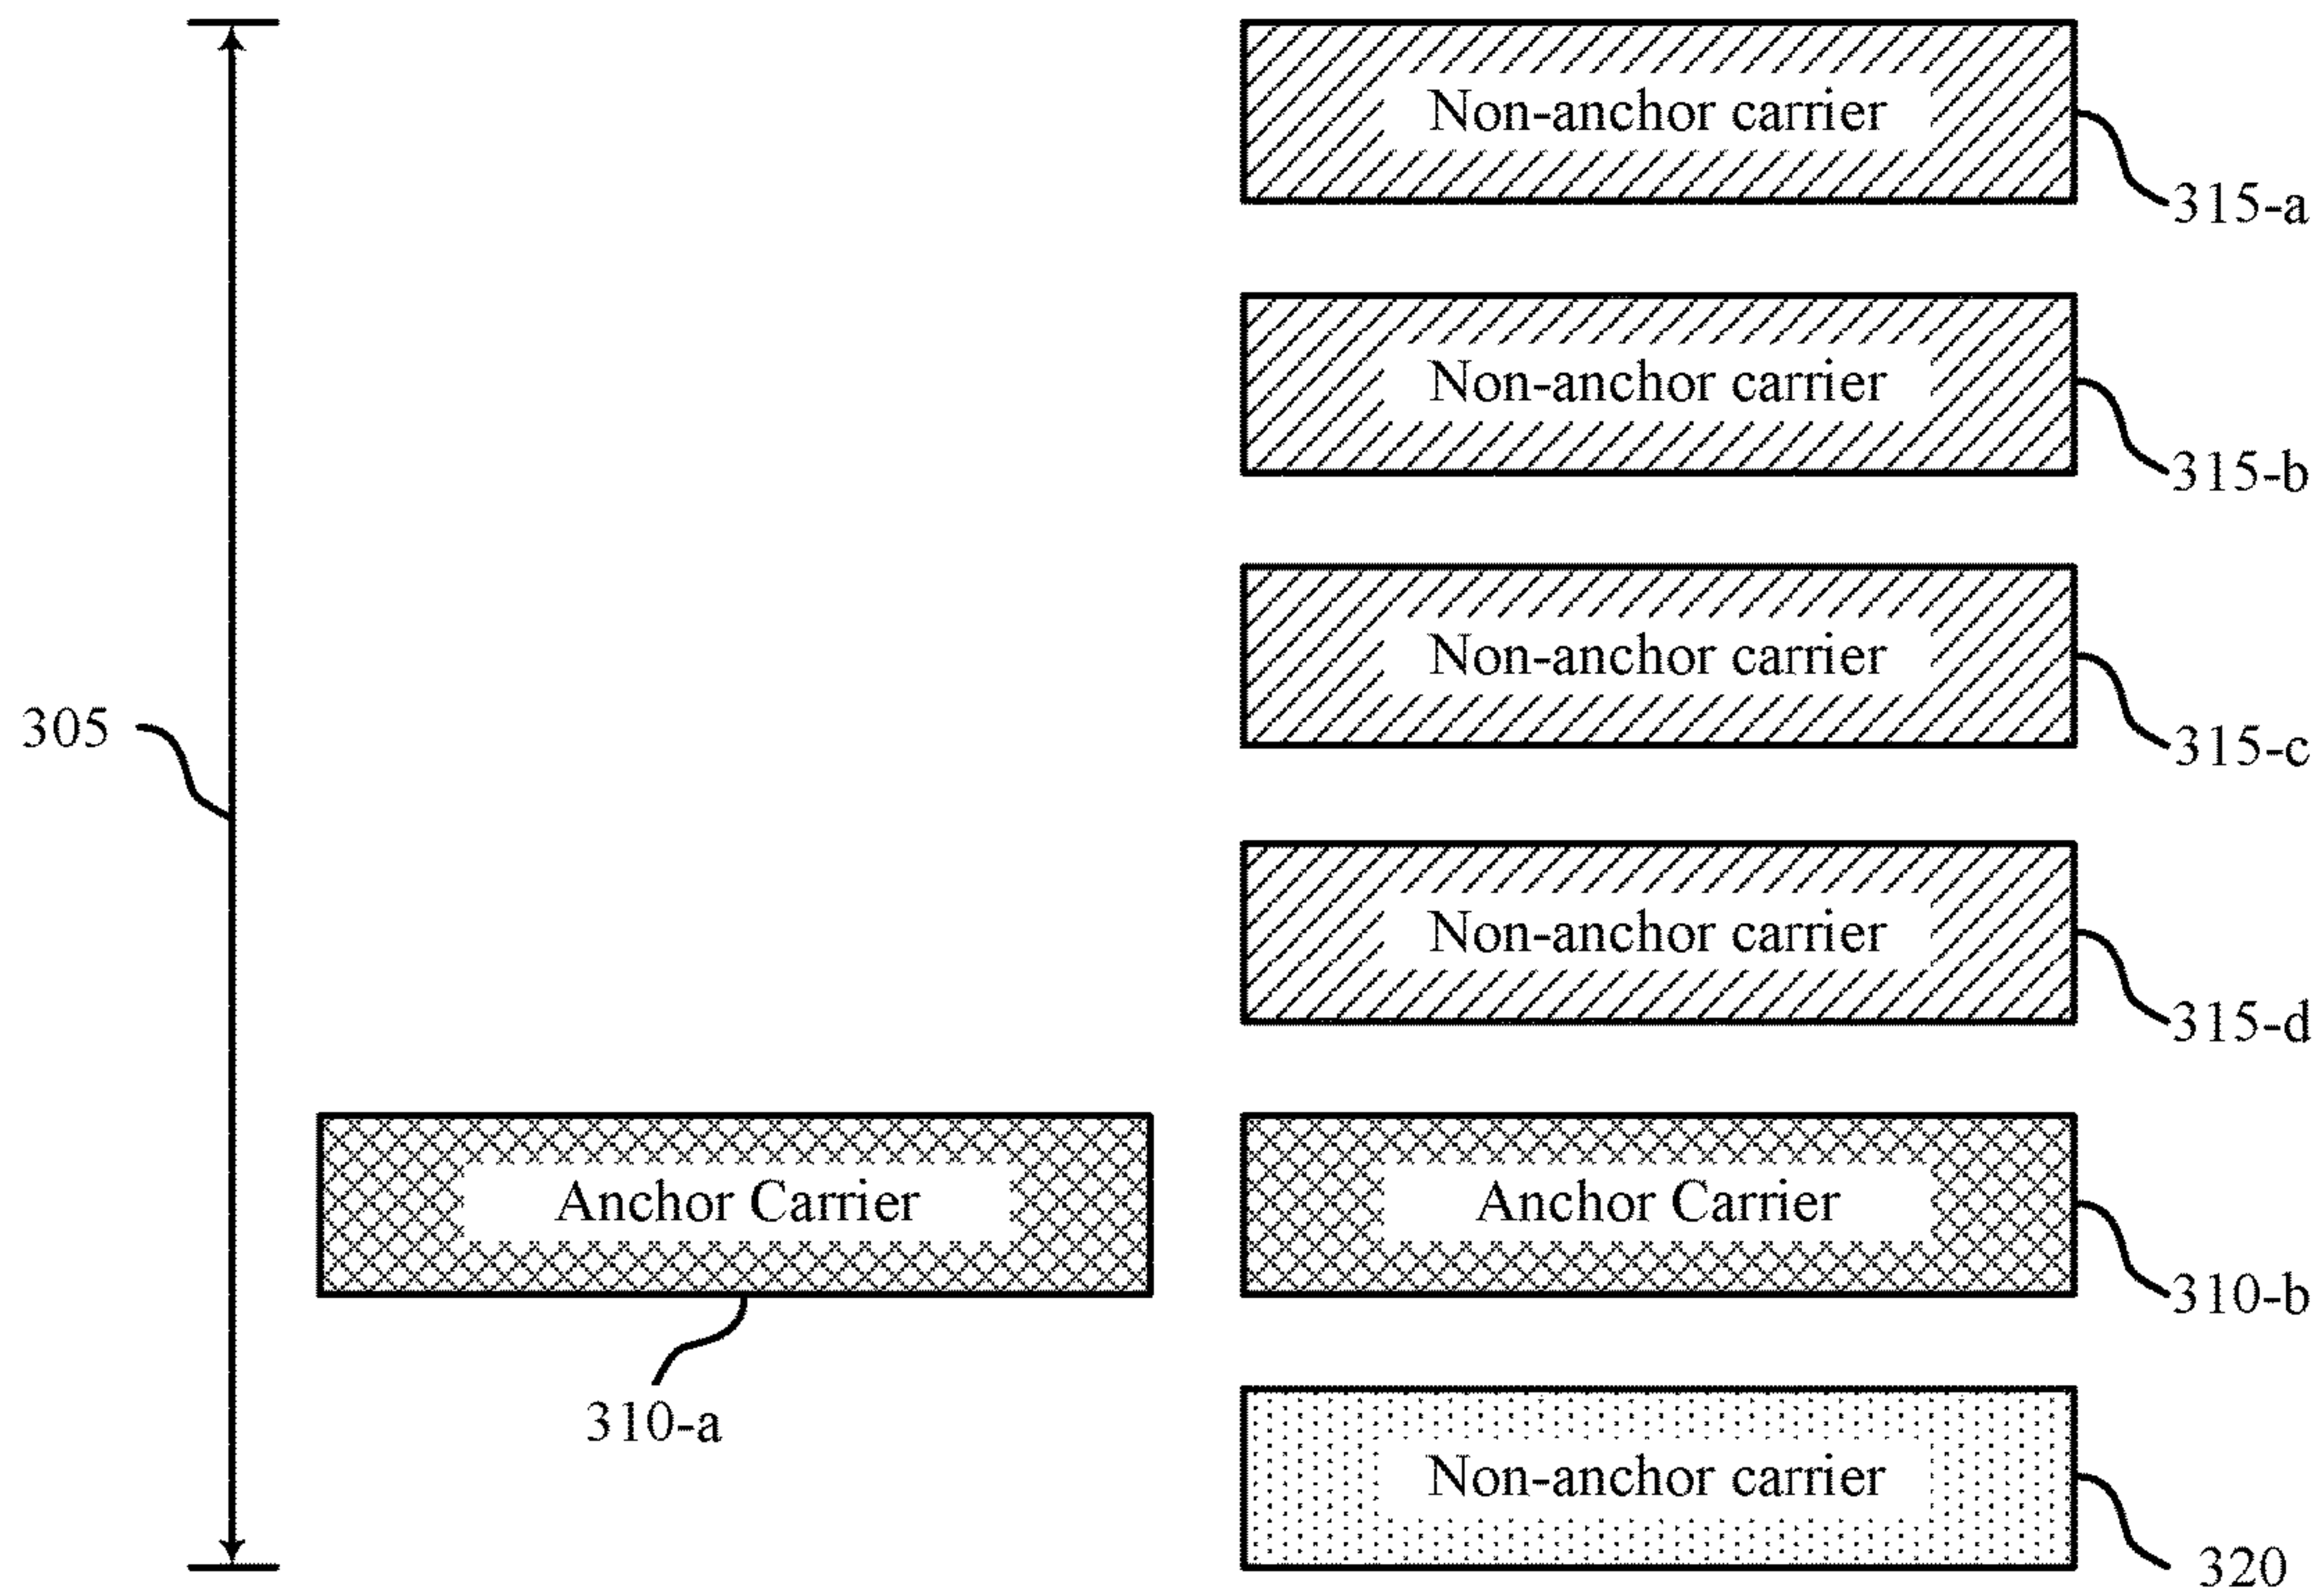 Non-anchor carrier
315-a
Non-anchor carrier
315-b
Non-anchor carrier
305
315-c
Non-anchor carrier
315-d
Anchor Carrier
Anchor Carrier
310-b
310-a
Non-anchor carrier
320